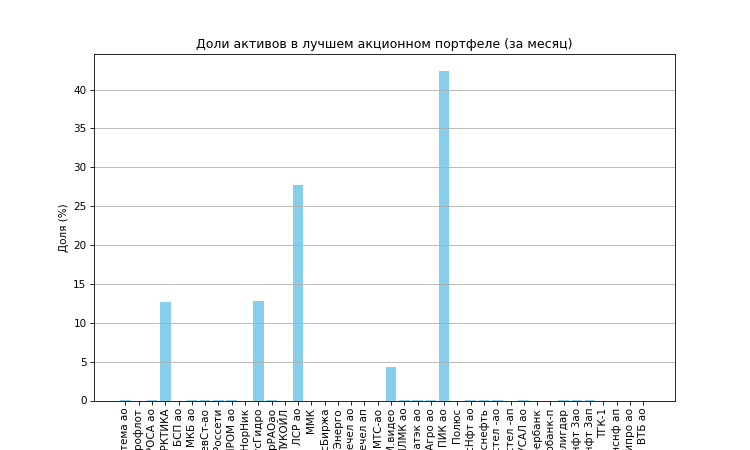 Доли активов в лучшем акционном портфеле (за месяц)
Доля (%)
40
35
30
25
20
15
10
5
0
тема ао
рофлот
РОСА ао
РКТИКА
БСП ао
МКБ ао
евСт-ао
Россети
ПРОМ ао
НорНик
сГидро
рРАОао
УКОЙЛ
ЛСР ао
ММК
сБиржа
Энерго
ечел ао
ечел ап
МТС-ао
М.видео
ЛМК ао
атэк ао
Агро ао
ПИК ао
Полюс
сНфт ао
снефть
стел -ао
стел -ап
УСАЛ ао
ербанк
рбанк-п
лигдар
нфт 3ао
нфт 3ап
ТГК-1
нснф ап
ипро ао
ВТБ ао